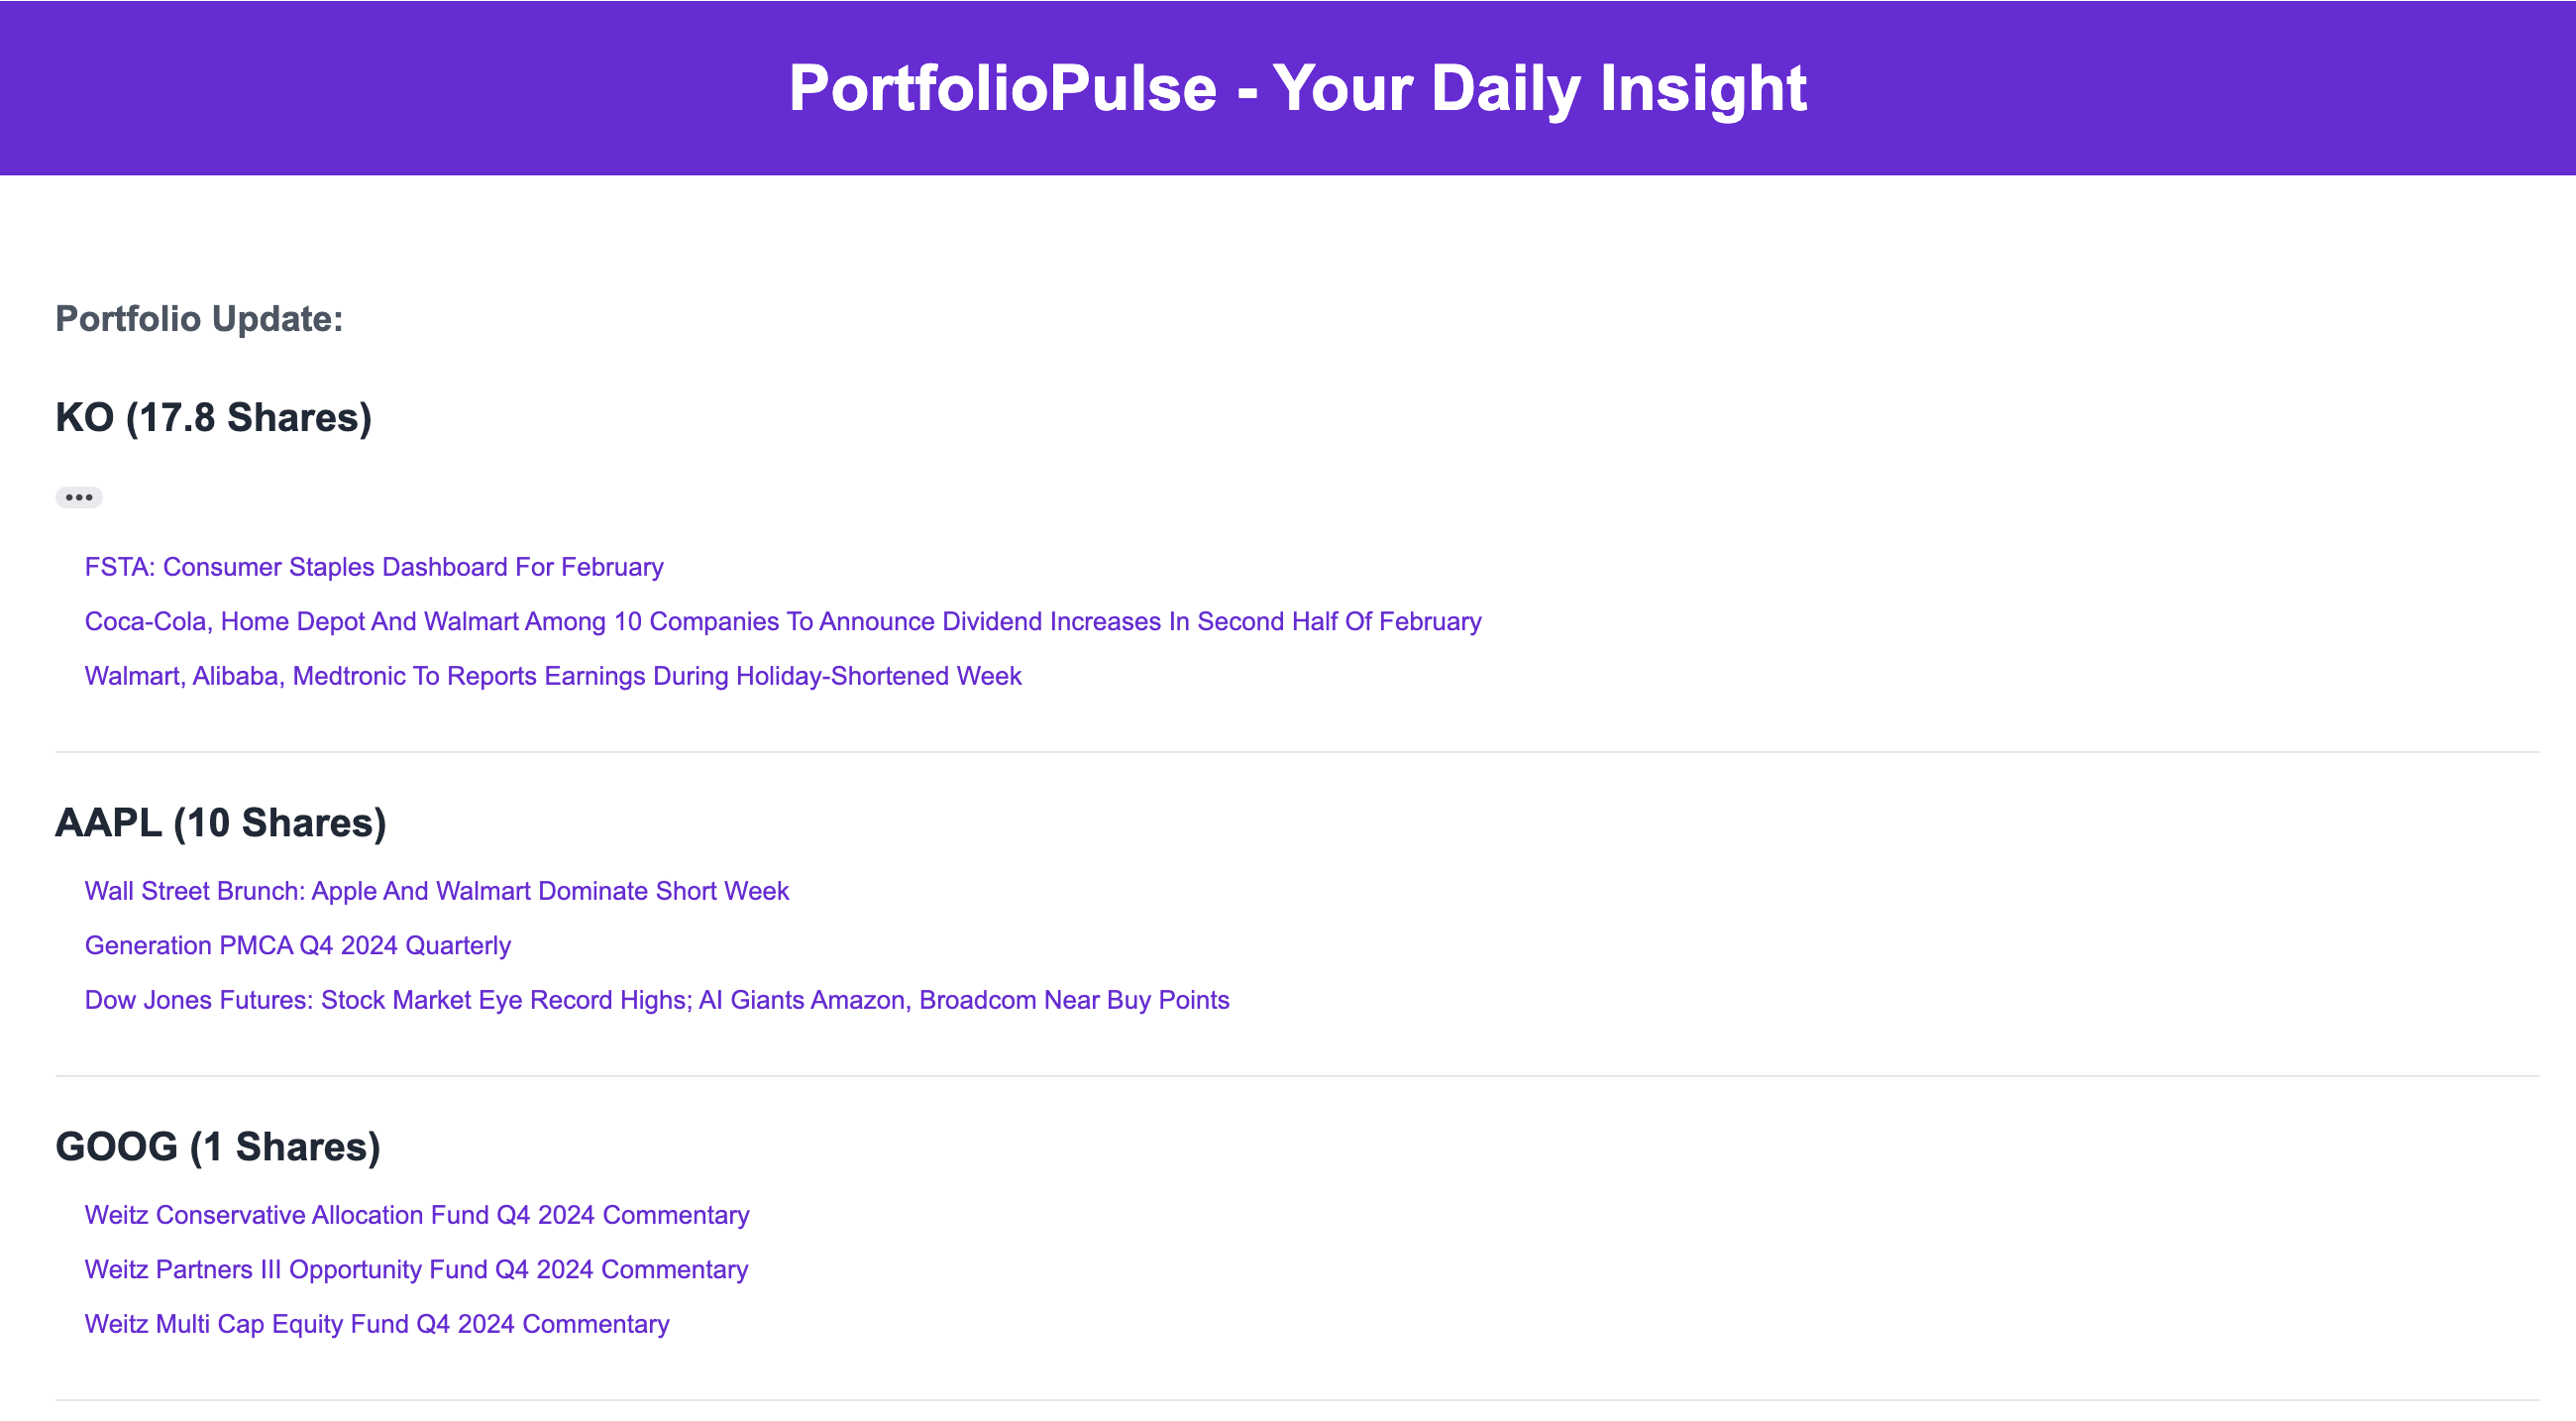 PortfolioPulse - Your Daily Insight
Portfolio Update:
KO (17.8 Shares)
•••
FSTA: Consumer Staples Dashboard For February
Coca-Cola, Home Depot And Walmart Among 10 Companies To Announce Dividend Increases In Second Half Of February
Walmart, Alibaba, Medtronic To Reports Earnings During Holiday-Shortened Week
AAPL (10 Shares)
Wall Street Brunch: Apple And Walmart Dominate Short Week
Generation PMCA Q4 2024 Quarterly
Dow Jones Futures: Stock Market Eye Record Highs; AI Giants Amazon, Broadcom Near Buy Points
GOOG (1 Shares)
Weitz Conservative Allocation Fund Q4 2024 Commentary
Weitz Partners III Opportunity Fund Q4 2024 Commentary
Weitz Multi Cap Equity Fund Q4 2024 Commentary